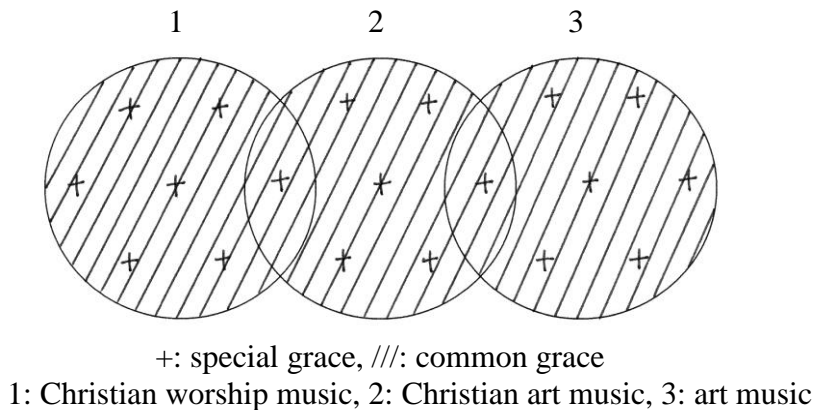 1 2 3
+: special grace, ///: common grace
1: Christian worship music, 2: Christian art music, 3: art music